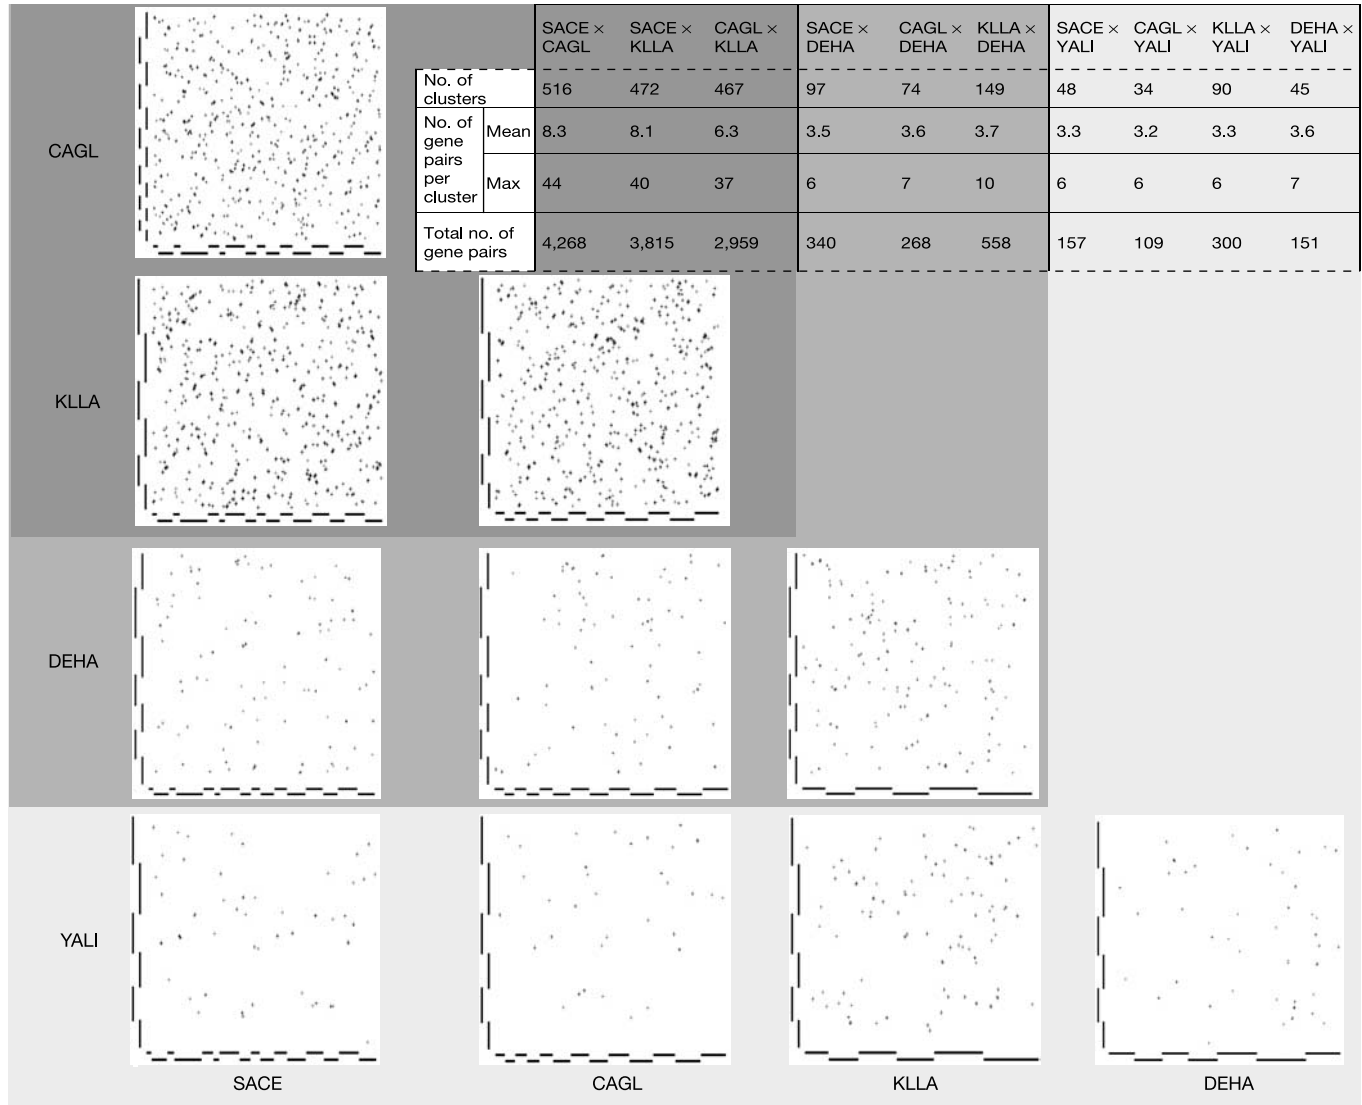 SACE × SACE × CAGL × SACE × CAGL × KLLA × SACE × CAGL × KLLA × DEHA ×
CAGL KLLA KLLA DEHA DEHA DEHA YALI YALI YALI YALI
No. of
clusters
516 472 467 97 74 149 48 34 90 45
No. of
gene
pairs
per
cluster
Mean 8.3 8.1 6.3 3.5 3.6 3.7 3.3 3.2 3.3 3.6
Max 44 40 37 6 7 10 6 6 6 7
Total no. of
gene pairs
4,268 3,815 2,959 340 268 558 157 109 300 151
CAGL
KLLA
DEHA
YALI
SACE CAGL KLLA DEHA